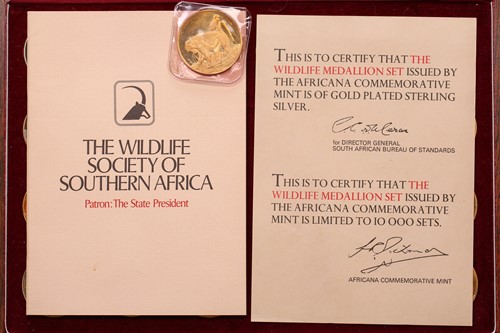 THE WILDLIFE
SOCIETY OF
SOUTHERN AFRICA
Patron: The State President
THIS IS TO CERTIFY THAT THE
WILDLIFE MEDALLION SET ISSUED BY
THE AFRICANA COMMEMORATIVE
MINT IS OF GOLD PLATED STERLING
SILVER.
for DIRECTOR GENERAL
SOUTH AFRICAN BUREAU OF STANDARDS
THIS IS TO CERTIFY THAT THE
WILDLIFE MEDALLION SET ISSUED BY
THE AFRICANA COMMEMORATIVE
MINT IS LIMITED TO 10 000 SETS.
AFRICANA COMMEMORATIVE MINT